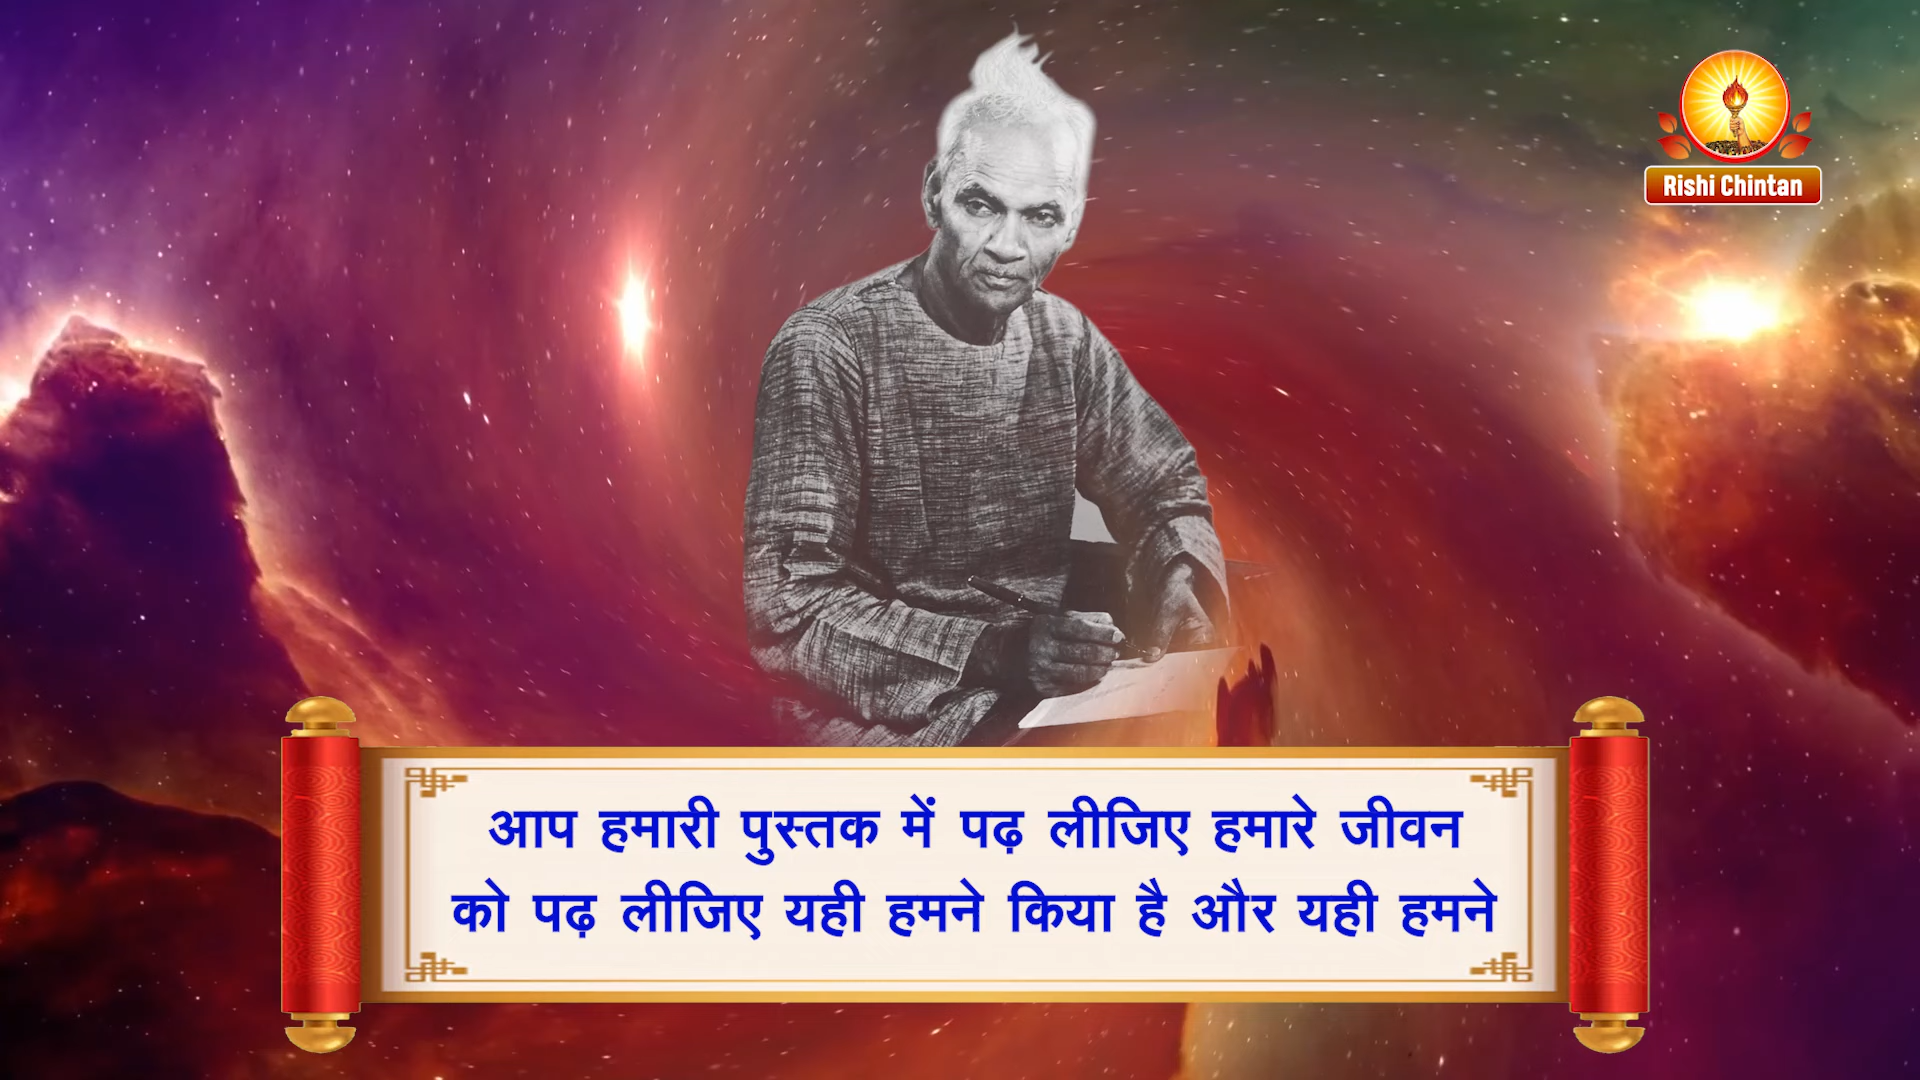 Rishi Chintan
आप हमारी पुस्तक में पढ़ लीजिए हमारे जीवन
को पढ़ लीजिए यही हमने किया है और यही हमने